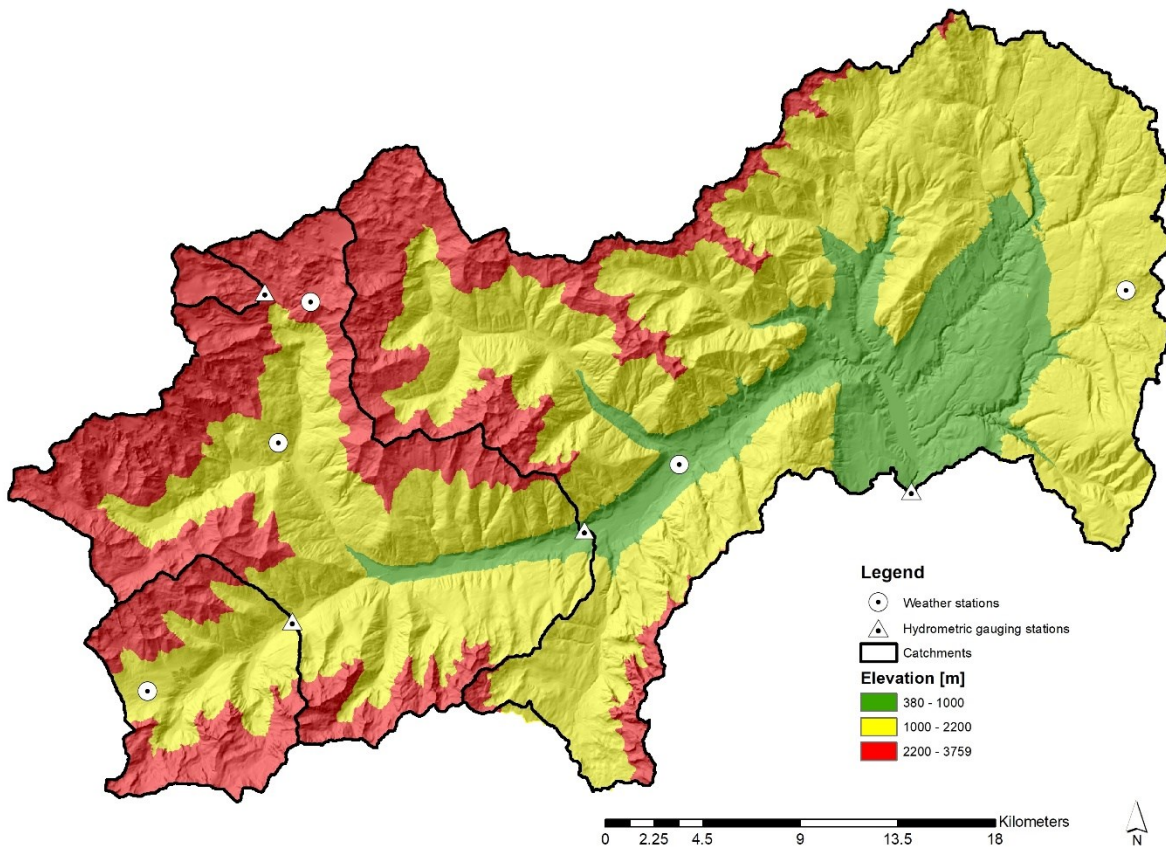 Legend
Weather stations
Hydrometric gauging stations
Catchments
Elevation [m]
380 - 1000
1000 - 2200
2200 - 3759
Kilometers
0 2.25 4.5 9 13.5 18
N